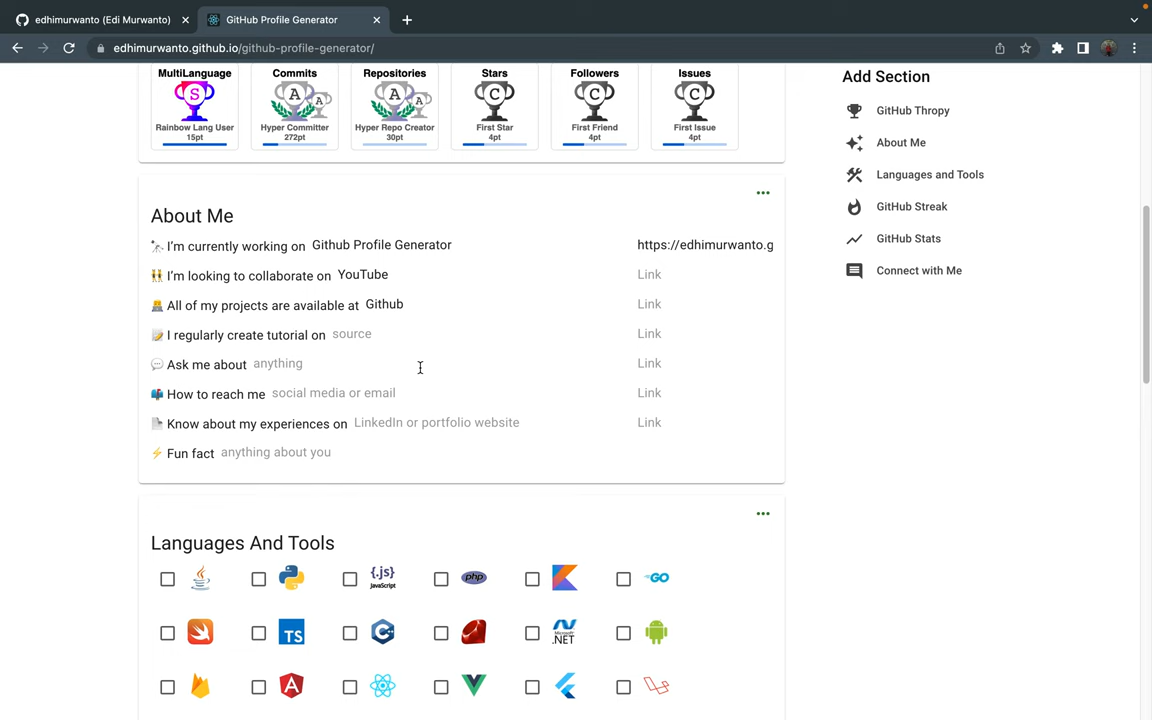 edhimurwanto (Edi Murwanto)
GitHub Profile Generator
edhimurwanto.github.io/github-profile-generator/
MultiLanguage
S
Rainbow Lang User
15pt
Commits
A
A
Hyper Committer
272pt
Repositories
A
A
Hyper Repo Creator
30pt
Stars
C
First Star
4pt
Followers
C
First Friend
4pt
Issues
C
First Issue
4pt
Add Section
GitHub Thropy
About Me
Languages and Tools
GitHub Streak
GitHub Stats
Connect with Me
About Me
I'm currently working on Github Profile Generator https://edhimurwanto.g
I'm looking to collaborate on YouTube Link
All of my projects are available at Github Link
I regularly create tutorial on source Link
Ask me about anything Link
How to reach me social media or email Link
Know about my experiences on LinkedIn or portfolio website Link
Fun fact anything about you
Languages And Tools
{.js}
JavaScript
php
GO
TS
C++
Microsoft
.NET